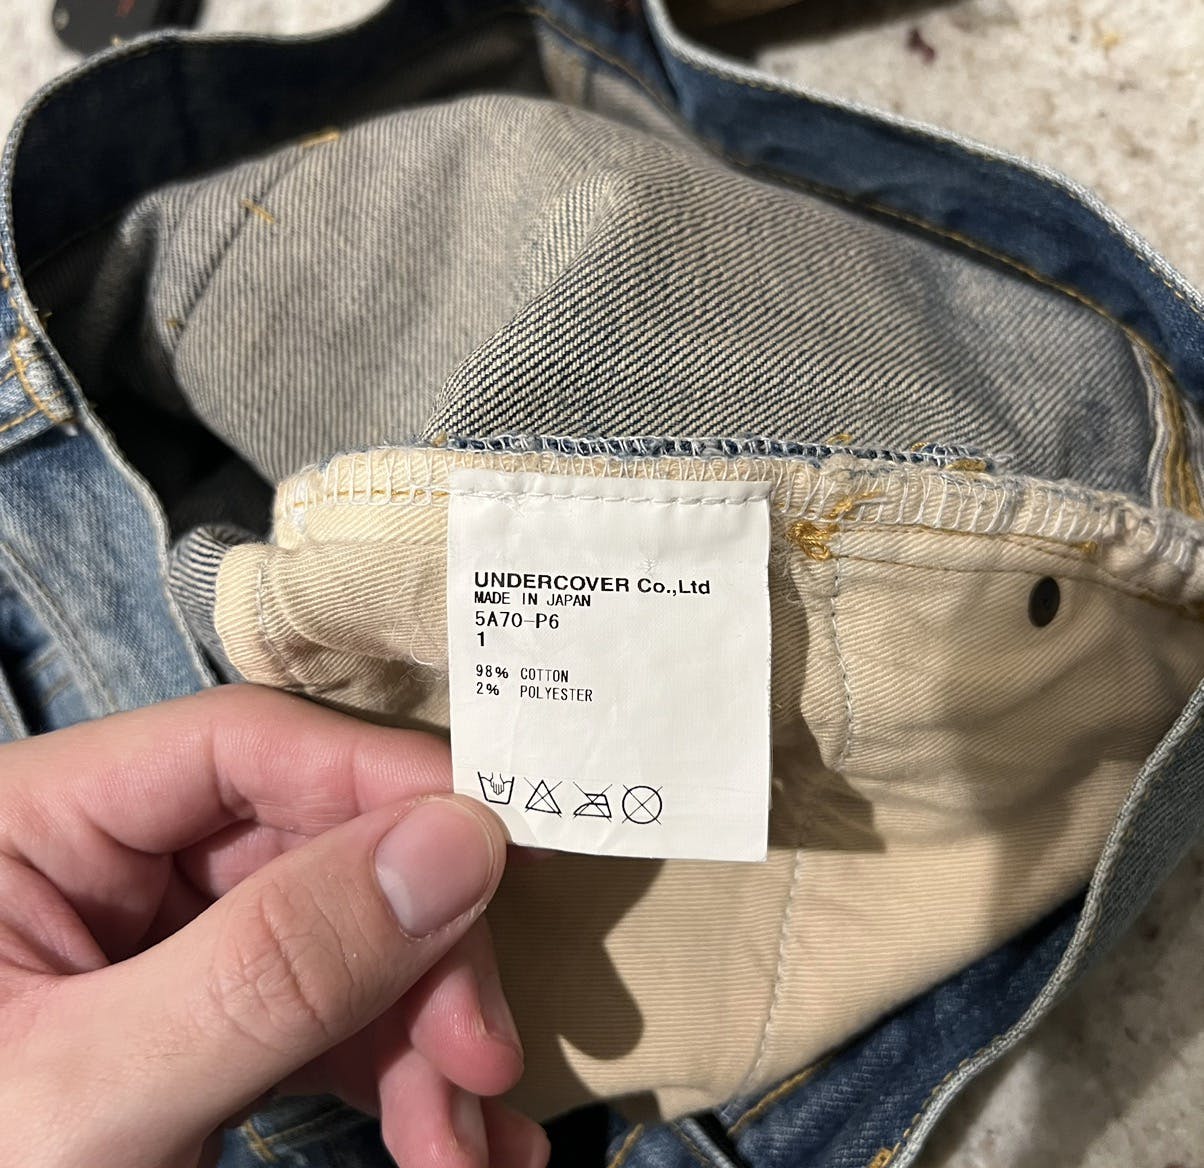 UNDERCOVER Co.,Ltd
MADE IN JAPAN
5A70-P6
1
98% COTTON
2% POLYESTER